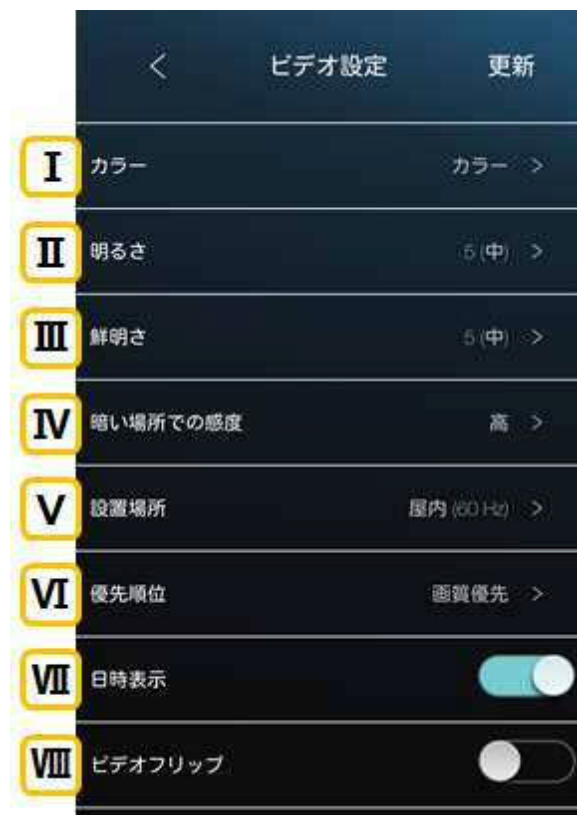 ＜ ビデオ設定 更新
Ⅰ カラー カラー ＞
Ⅱ 明るさ 5 (中) ＞
Ⅲ 鮮明さ 5 (中) ＞
Ⅳ 暗い場所での感度 高 ＞
Ⅴ 設置場所 屋内 (60 Hz) ＞
Ⅵ 優先順位 画質優先 ＞
Ⅶ 日時表示
Ⅷ ビデオフリップ